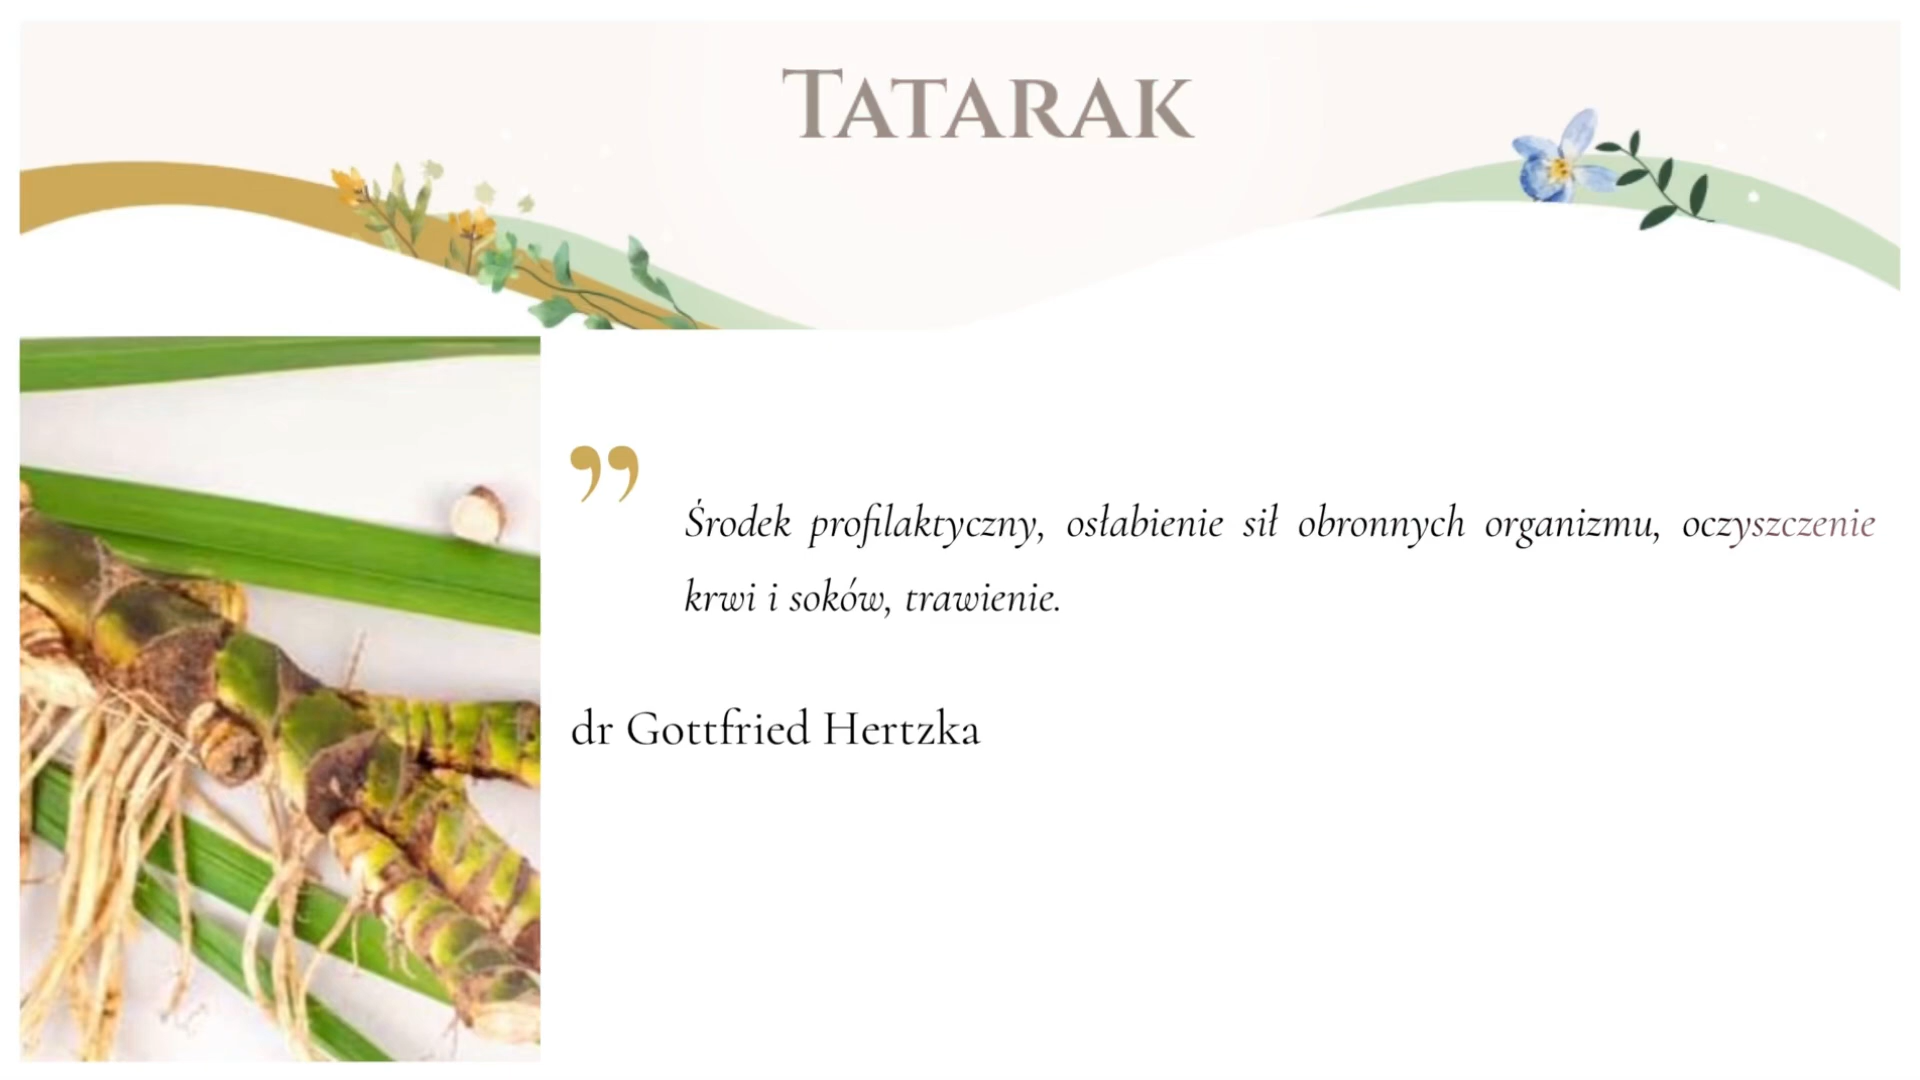 TATARAK
”
Środek profilaktyczny, osłabienie sił obronnych organizmu, oczyszczenie
krwi i soków, trawienie.
dr Gottfried Hertzka